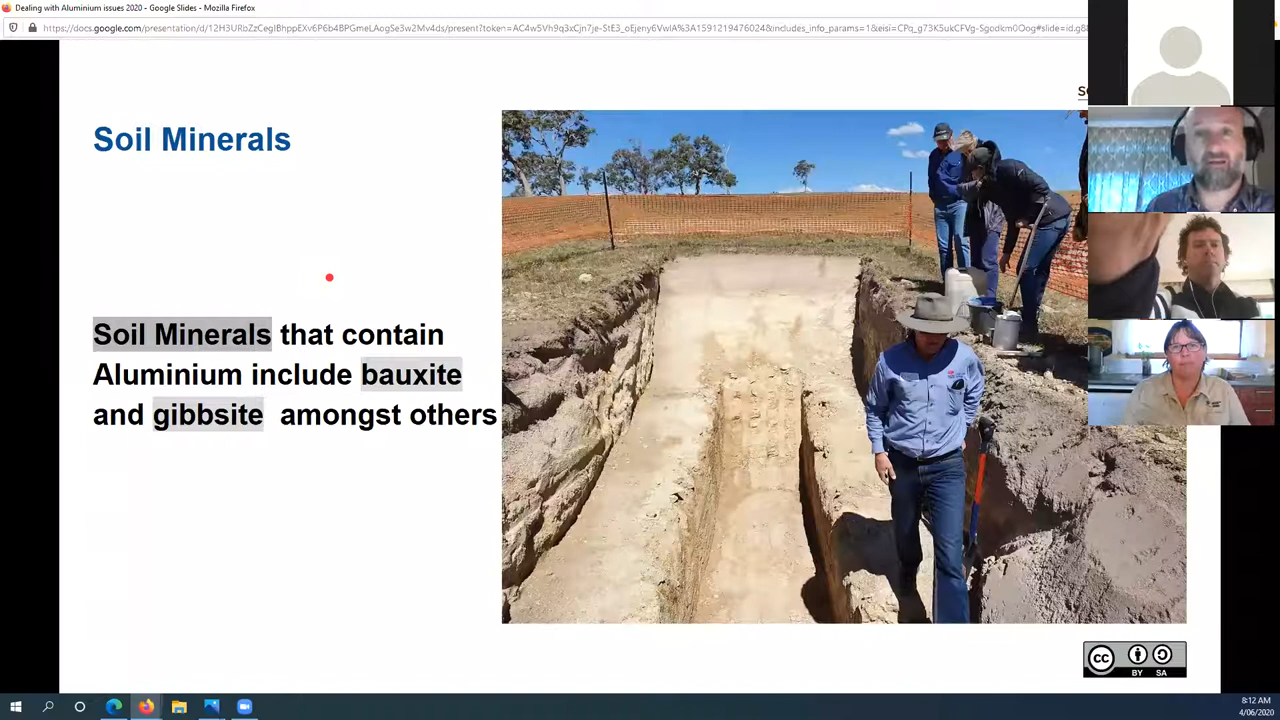 Dealing with Aluminium issues 2020 - Google Slides - Mozilla Firefox
Soil Minerals
Soil Minerals that contain
Aluminium include bauxite
and gibbsite amongst others
CC
BY SA
8:12 AM
4/06/2020